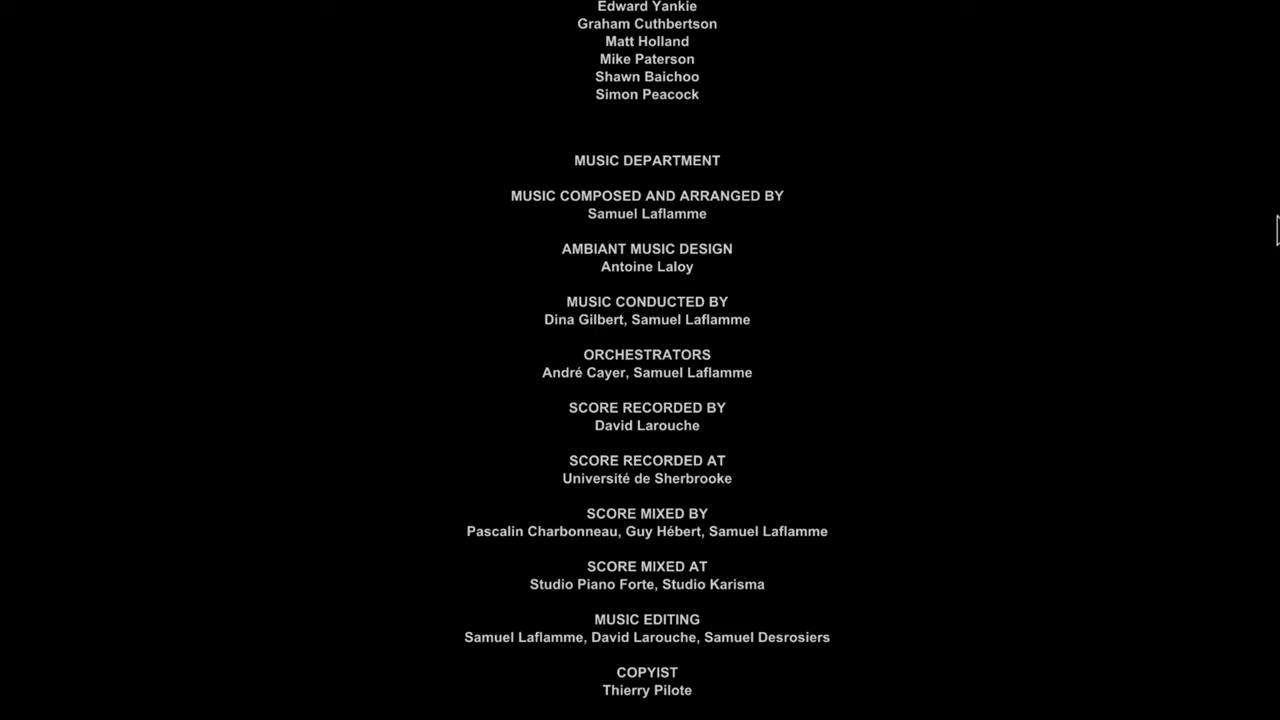 Edward Yankie
Graham Cuthbertson
Matt Holland
Mike Paterson
Shawn Baichoo
Simon Peacock
MUSIC DEPARTMENT
MUSIC COMPOSED AND ARRANGED BY
Samuel Laflamme
AMBIANT MUSIC DESIGN
Antoine Laloy
MUSIC CONDUCTED BY
Dina Gilbert, Samuel Laflamme
ORCHESTRATORS
André Cayer, Samuel Laflamme
SCORE RECORDED BY
David Larouche
SCORE RECORDED AT
Université de Sherbrooke
SCORE MIXED BY
Pascalin Charbonneau, Guy Hébert, Samuel Laflamme
SCORE MIXED AT
Studio Piano Forte, Studio Karisma
MUSIC EDITING
Samuel Laflamme, David Larouche, Samuel Desrosiers
COPYIST
Thierry Pilote